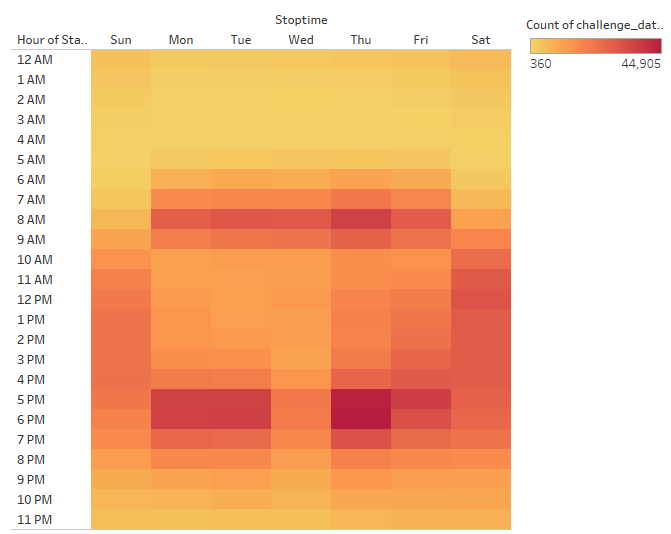 Stoptime
Hour of Sta.. Sun Mon Tue Wed Thu Fri Sat
12 AM
1 AM
2 AM
3 AM
4 AM
5 AM
6 AM
7 AM
8 AM
9 AM
10 AM
11 AM
12 PM
1 PM
2 PM
3 PM
4 PM
5 PM
6 PM
7 PM
8 PM
9 PM
10 PM
11 PM
Count of challenge_dat..
360 44,905